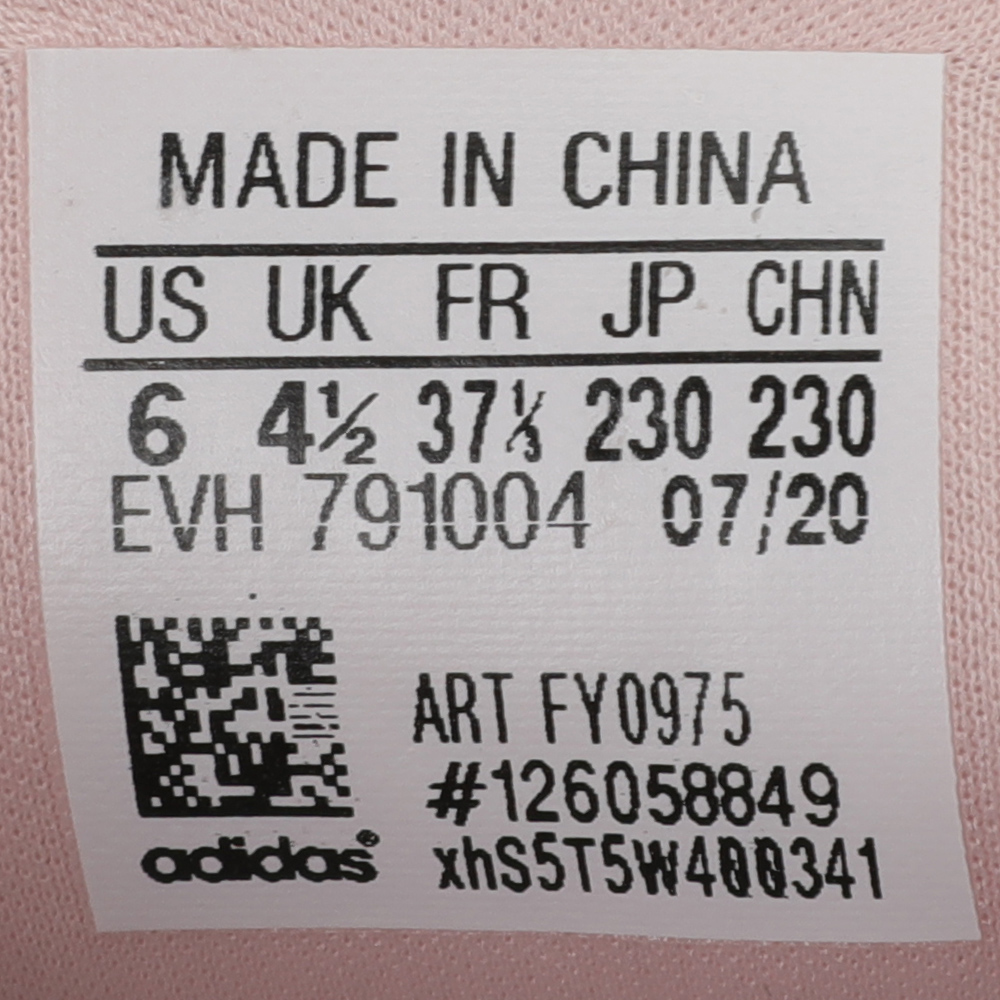 MADE IN CHINA
US UK FR JP CHN
6 4½ 37⅓ 230 230
EVH 791004 07/20
ART FY0975
#126058849
adidas®
xhS5T5W400341